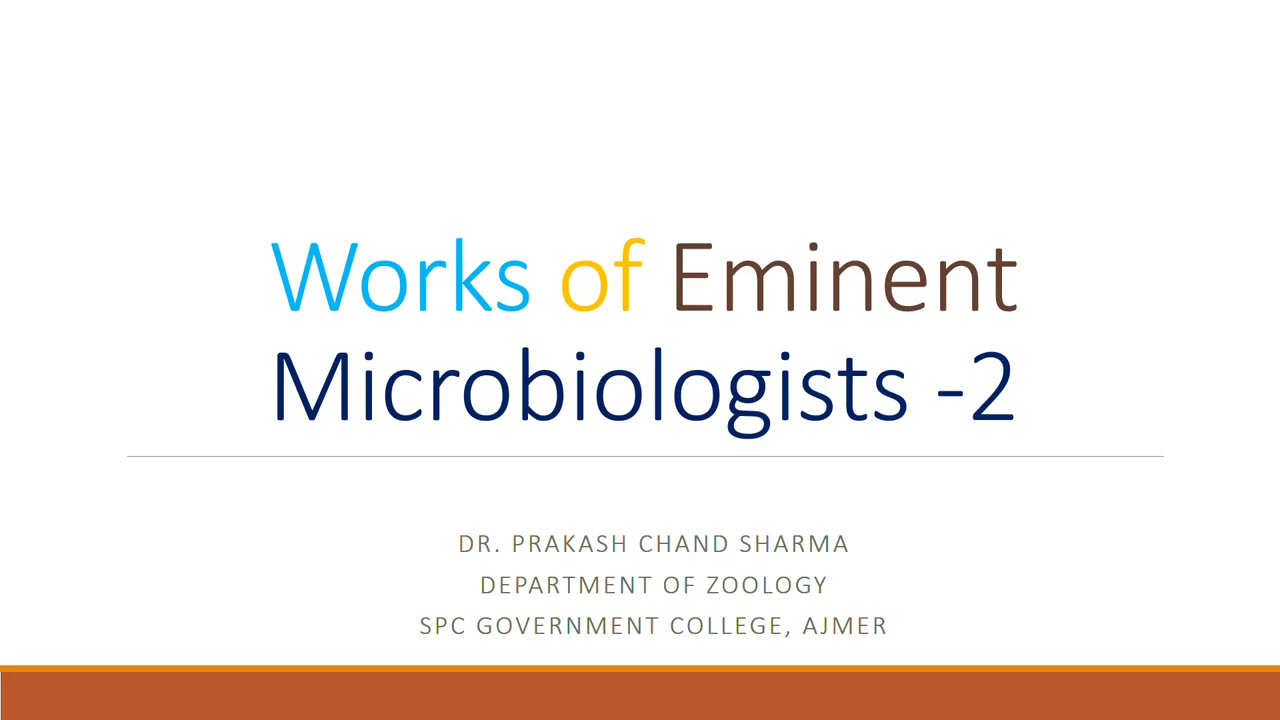 Works of Eminent
Microbiologists -2
DR. PRAKASH CHAND SHARMA
DEPARTMENT OF ZOOLOGY
SPC GOVERNMENT COLLEGE, AJMER